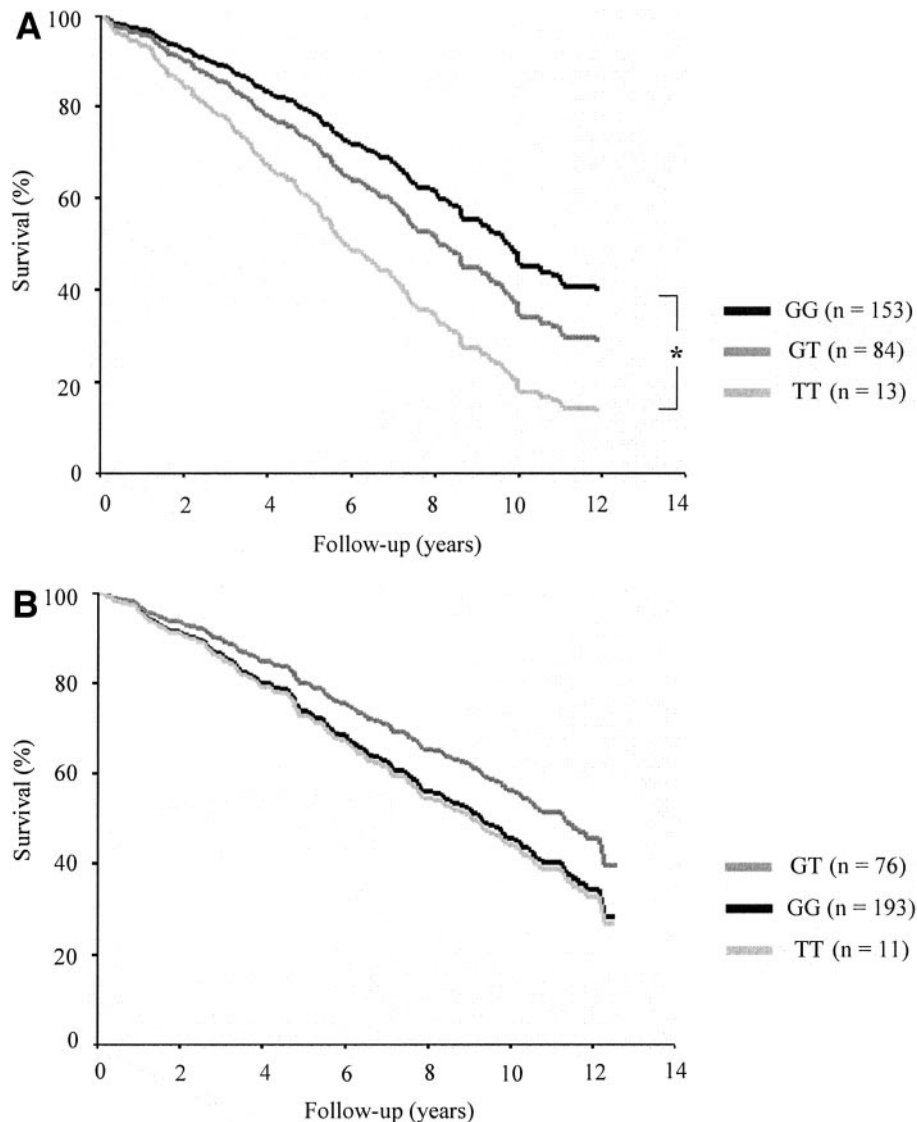 A
100
80
60
40
20
0
Survival (%)
0 2 4 6 8 10 12 14
Follow-up (years)
*
GG (n = 153)
GT (n = 84)
TT (n = 13)
B
100
80
60
40
20
0
Survival (%)
0 2 4 6 8 10 12 14
Follow-up (years)
GT (n = 76)
GG (n = 193)
TT (n = 11)